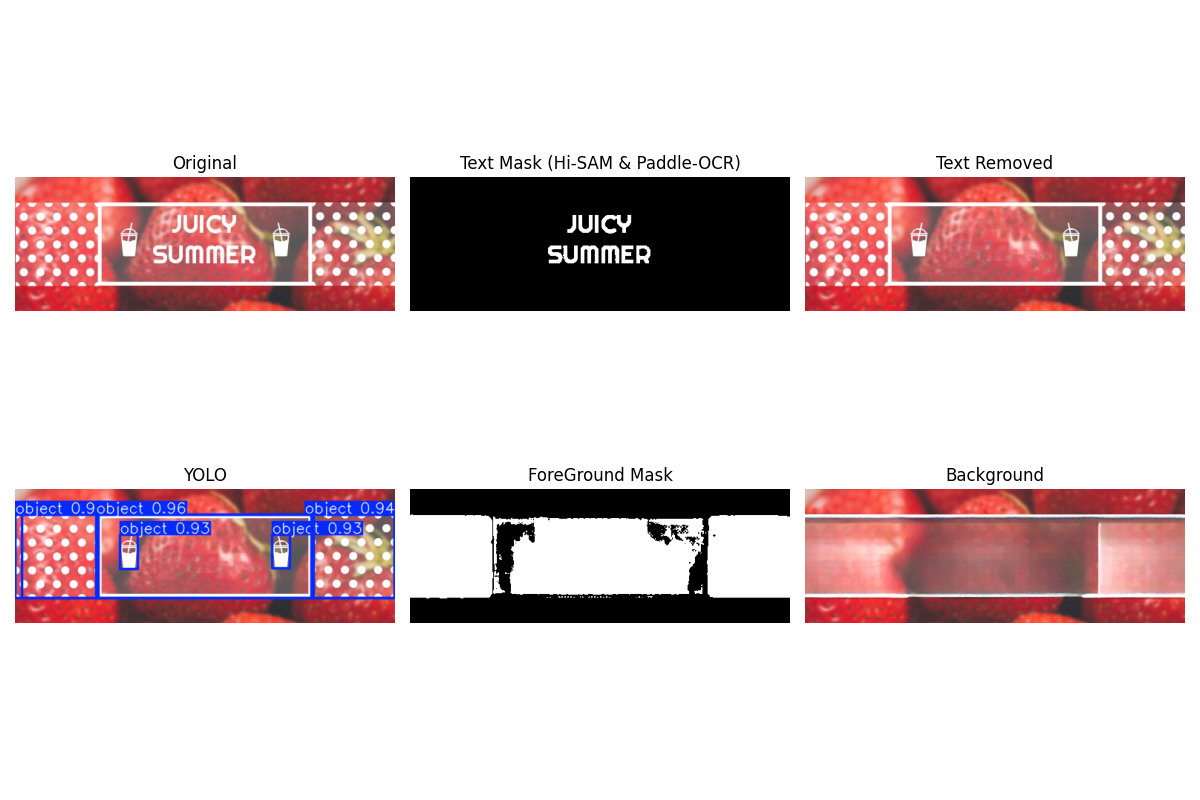 Original
JUICY
SUMMER
Text Mask (Hi-SAM & Paddle-OCR)
JUICY
SUMMER
Text Removed
YOLO
object 0.9
object 0.96
object 0.94
object 0.93
object 0.93
ForeGround Mask
Background